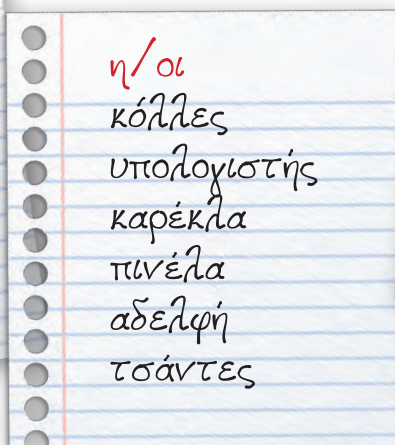 η/οι
κόλλες
υπολογιστής
καρέκλα
πινέλα
αδελφή
τσάντες